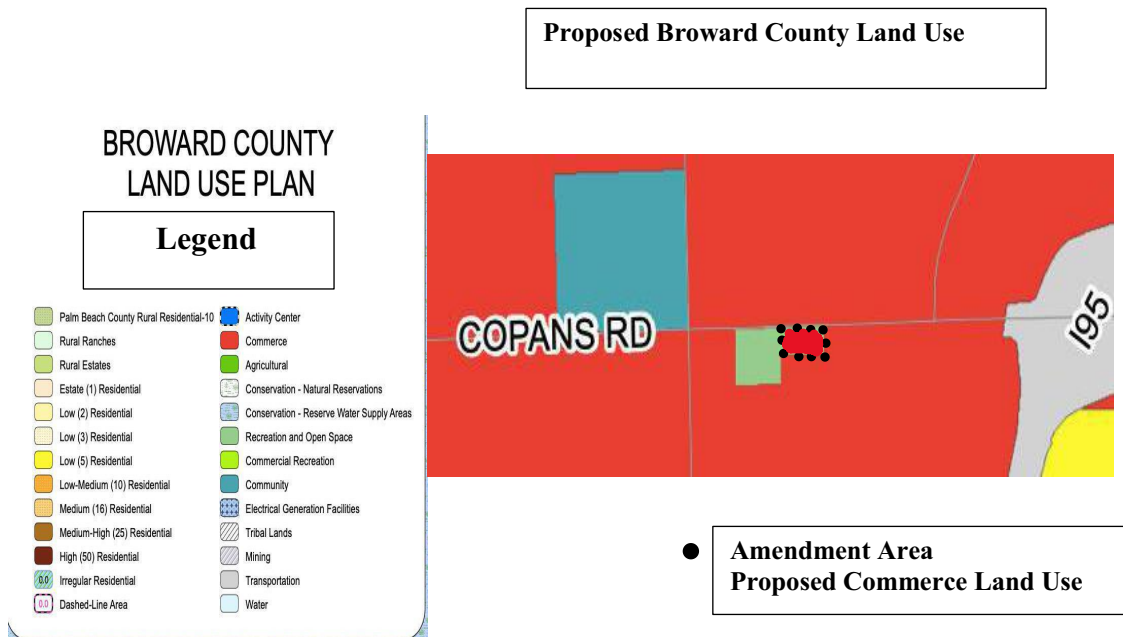 Proposed Broward County Land Use
BROWARD COUNTY
LAND USE PLAN
Legend
Palm Beach County Rural Residential-10
Rural Ranches
Rural Estates
Estate (1) Residential
Low (2) Residential
Low (3) Residential
Low (5) Residential
Low-Medium (10) Residential
Medium (16) Residential
Medium-High (25) Residential
High (50) Residential
0.0 Irregular Residential
0.0 Dashed-Line Area
Activity Center
Commerce
Agricultural
Conservation - Natural Reservations
Conservation - Reserve Water Supply Areas
Recreation and Open Space
Commercial Recreation
Community
Electrical Generation Facilities
Tribal Lands
Mining
Transportation
Water
COPANS RD
I95
Amendment Area
Proposed Commerce Land Use